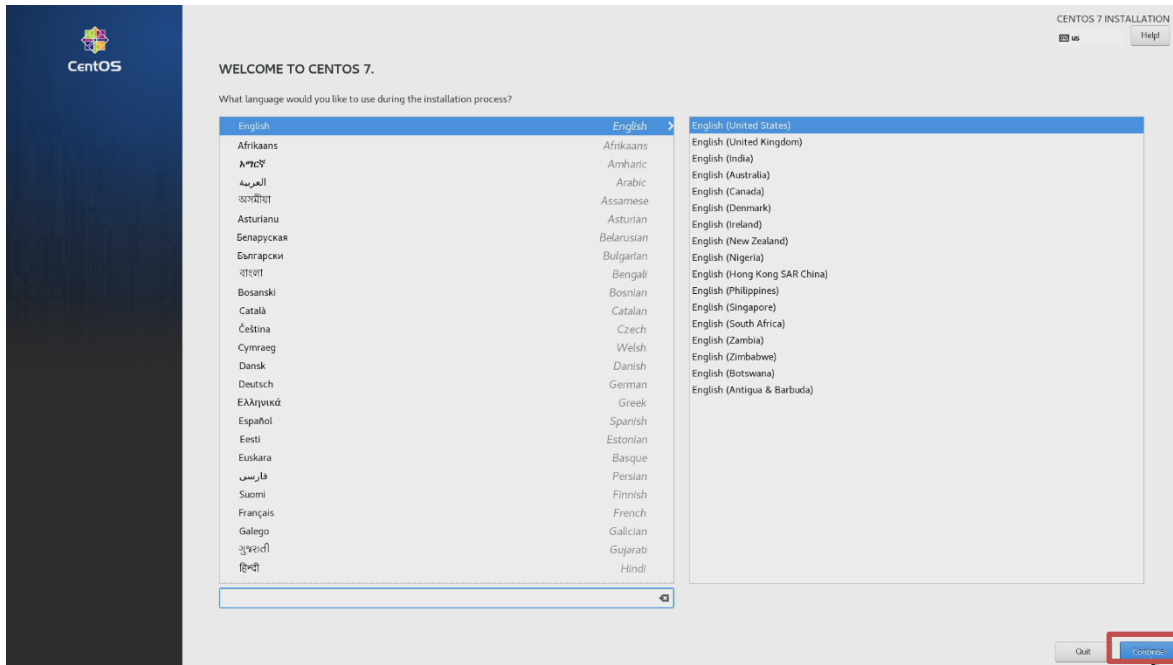 CENTOS 7 INSTALLATION
us
Help!
CentOS
WELCOME TO CENTOS 7.
What language would you like to use during the installation process?
English English
Afrikaans Afrikaans
አማርኛ Amharic
العربية Arabic
অসমীয়া Assamese
Asturianu Asturian
Беларуская Belarusian
Български Bulgarian
বাংলা Bengali
Bosanski Bosnian
Català Catalan
Čeština Czech
Cymraeg Welsh
Dansk Danish
Deutsch German
Ελληνικά Greek
Español Spanish
Eesti Estonian
Euskara Basque
فارسی Persian
Suomi Finnish
Français French
Galego Galician
ગુજરાતી Gujarati
हिन्दी Hindi
English (United States)
English (United Kingdom)
English (India)
English (Australia)
English (Canada)
English (Denmark)
English (Ireland)
English (New Zealand)
English (Nigeria)
English (Hong Kong SAR China)
English (Philippines)
English (Singapore)
English (South Africa)
English (Zambia)
English (Zimbabwe)
English (Botswana)
English (Antigua & Barbuda)
Quit
Continue